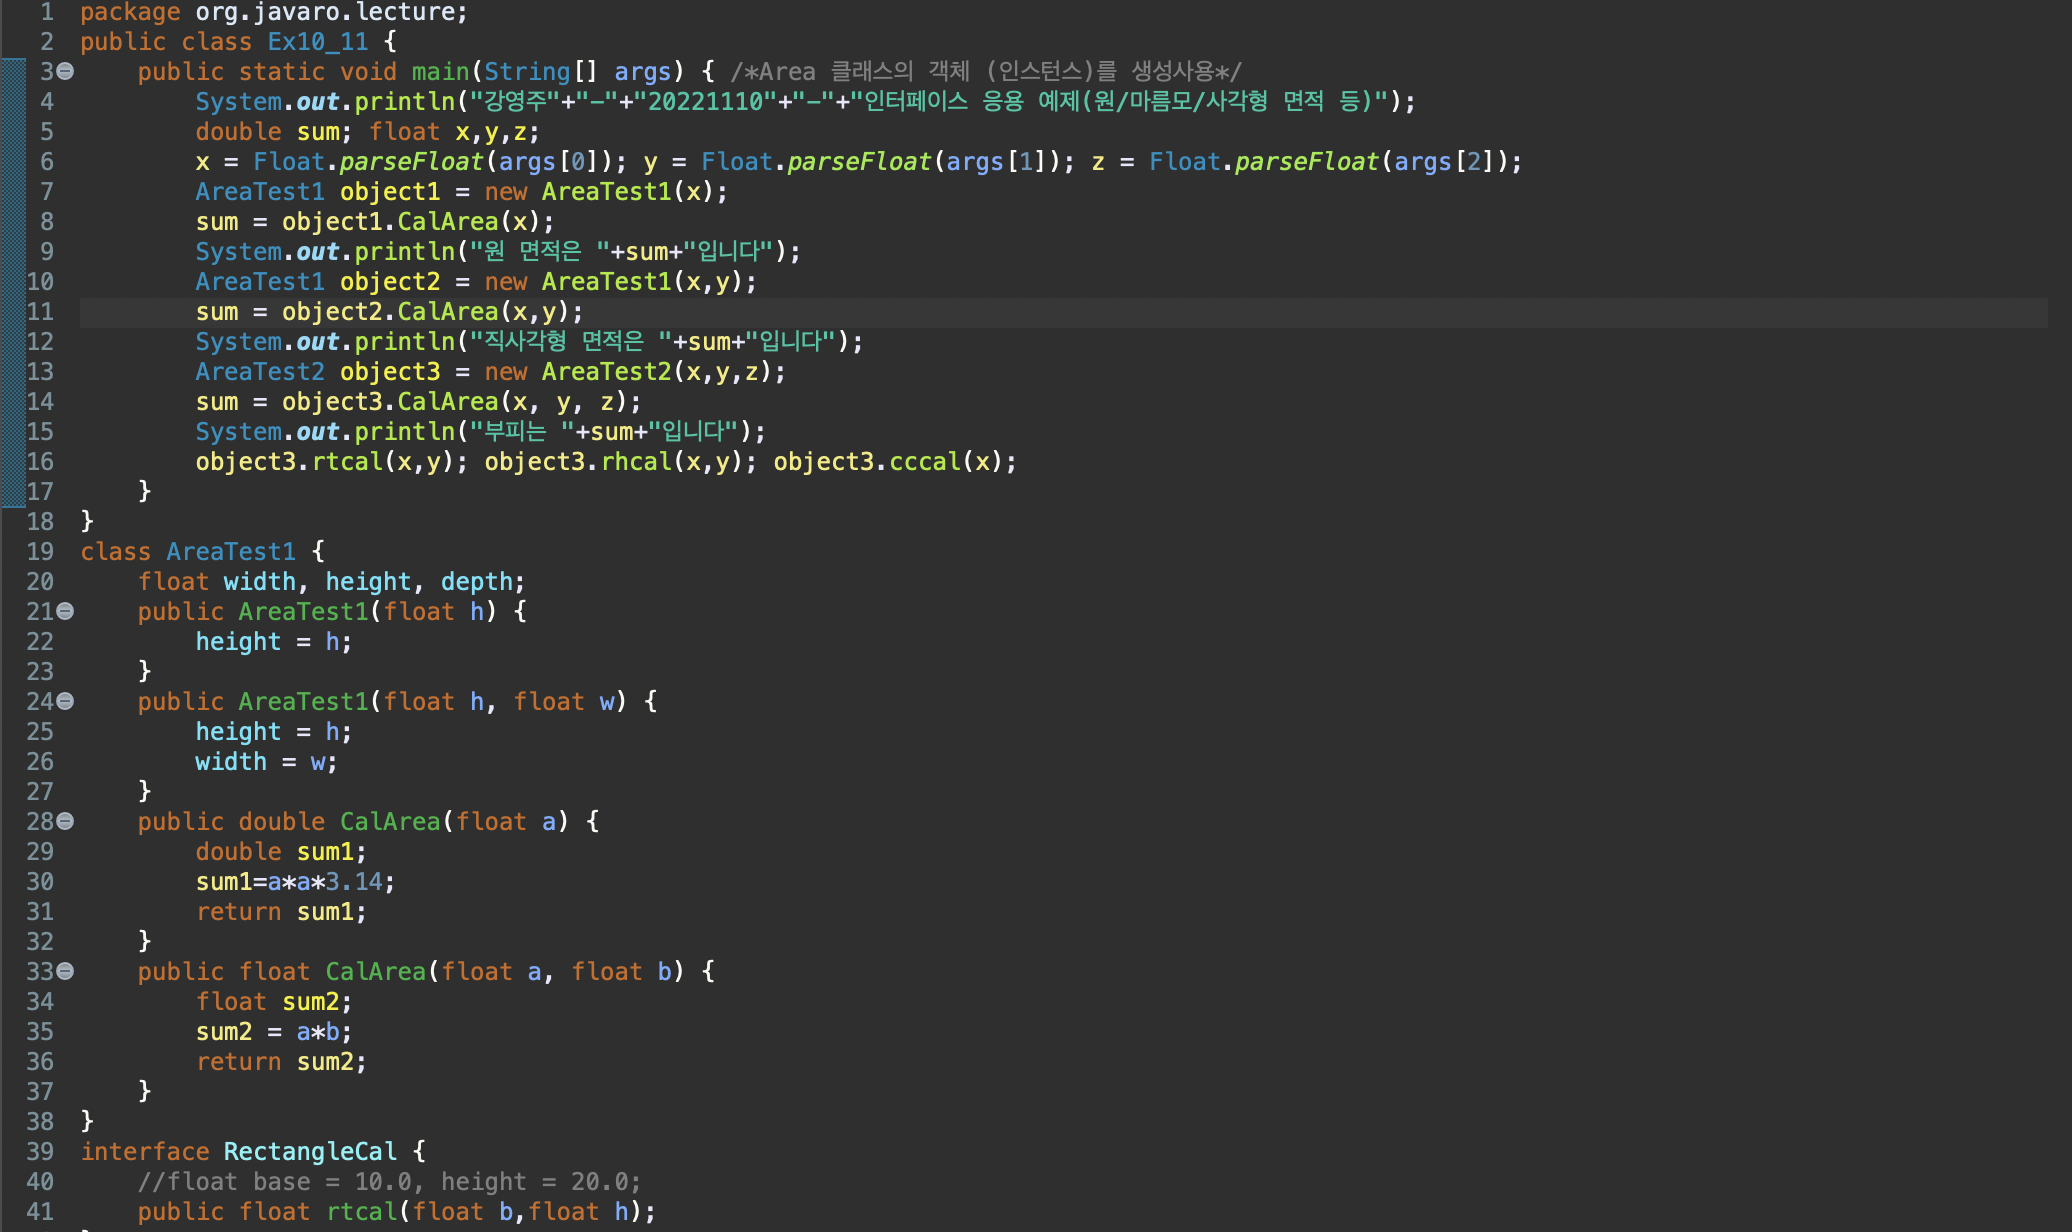 1 package org.javaro.lecture;
2 public class Ex10_11 {
3 public static void main(String[] args) { /*Area 클래스의 객체 (인스턴스)를 생성사용*/
4 System.out.println("강영주"+"-"+"20221110"+"-"+"인터페이스 응용 예제(원/마름모/사각형 면적 등)");
5 double sum; float x,y,z;
6 x = Float.parseFloat(args[0]); y = Float.parseFloat(args[1]); z = Float.parseFloat(args[2]);
7 AreaTest1 object1 = new AreaTest1(x);
8 sum = object1.CalArea(x);
9 System.out.println("원 면적은 "+sum+"입니다");
10 AreaTest1 object2 = new AreaTest1(x,y);
11 sum = object2.CalArea(x,y);
12 System.out.println("직사각형 면적은 "+sum+"입니다");
13 AreaTest2 object3 = new AreaTest2(x,y,z);
14 sum = object3.CalArea(x, y, z);
15 System.out.println("부피는 "+sum+"입니다");
16 object3.rtcal(x,y); object3.rhcal(x,y); object3.cccal(x);
17 }
18 }
19 class AreaTest1 {
20 float width, height, depth;
21 public AreaTest1(float h) {
22 height = h;
23 }
24 public AreaTest1(float h, float w) {
25 height = h;
26 width = w;
27 }
28 public double CalArea(float a) {
29 double sum1;
30 sum1=a*a*3.14;
31 return sum1;
32 }
33 public float CalArea(float a, float b) {
34 float sum2;
35 sum2 = a*b;
36 return sum2;
37 }
38 }
39 interface RectangleCal {
40 //float base = 10.0, height = 20.0;
41 public float rtcal(float b,float h);